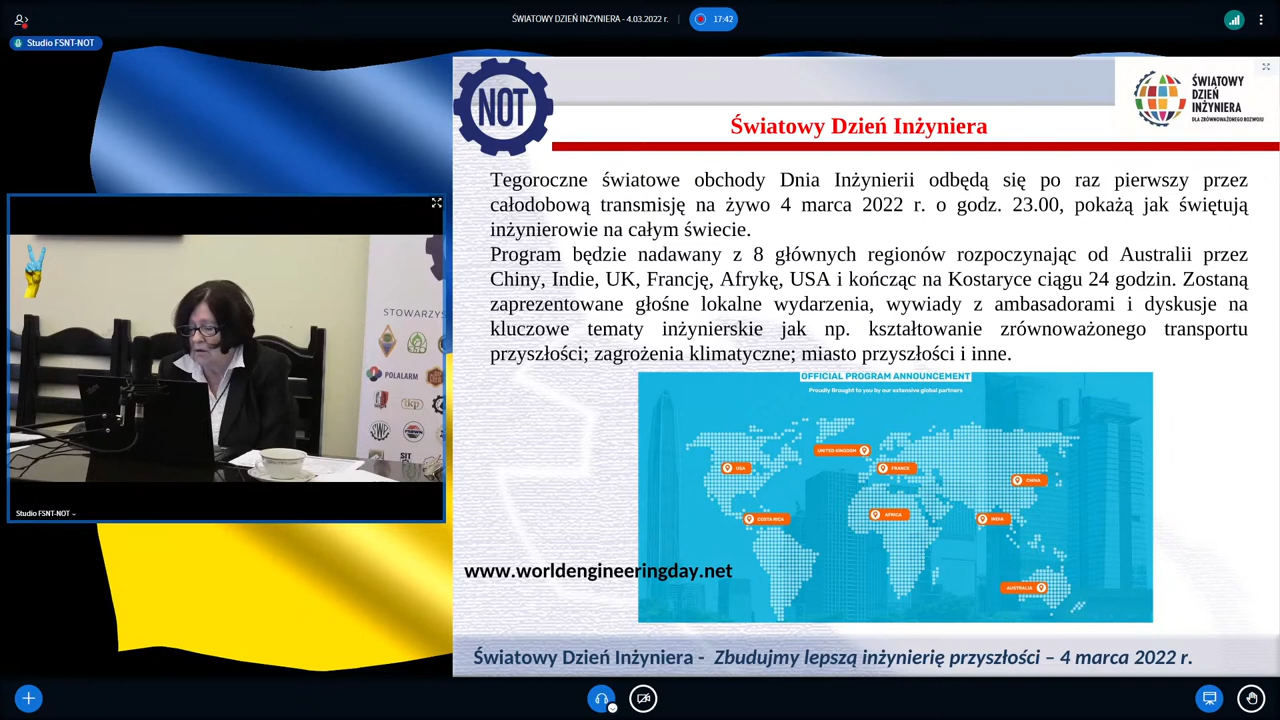 ŚWIATOWY DZIEŃ INŻYNIERA - 4.03.2022 r.
17:42
Studio FSNT-NOT
NOT
ŚWIATOWY
DZIEŃ
INŻYNIERA
DLA ZRÓWNOWAŻONEGO ROZWOJU
Światowy Dzień Inżyniera
Tegoroczne światowe obchody Dnia Inżyniera odbędą się po raz pierwszy przez
całodobową transmisję na żywo 4 marca 2022 r. o godz. 23.00, pokażą jak świętują
inżynierowie na całym świecie.
Program będzie nadawany z 8 głównych regionów rozpoczynając od Australii przez
Chiny, Indie, UK, Francję, Afrykę, USA i kończąc na Kostaryce ciągu 24 godzin. Zostaną
zaprezentowane głośne lokalne wydarzenia, wywiady z ambasadorami i dyskusje na
kluczowe tematy inżynierskie jak np. kształtowanie zrównoważonego transportu
przyszłości; zagrożenia klimatyczne; miasto przyszłości i inne.
STOWARZYS
POLALARM
SWP
SIT
Studio FSNT-NOT
OFFICIAL PROGRAM ANNOUNCEMENT
Proudly Brought to you by our extensive global partners
UNITED KINGDOM
USA
FRANCE
CHINA
COSTA RICA
AFRICA
INDIA
AUSTRALIA
www.worldengineeringday.net
Światowy Dzień Inżyniera - Zbudujmy lepszą inżynierię przyszłości – 4 marca 2022 r.